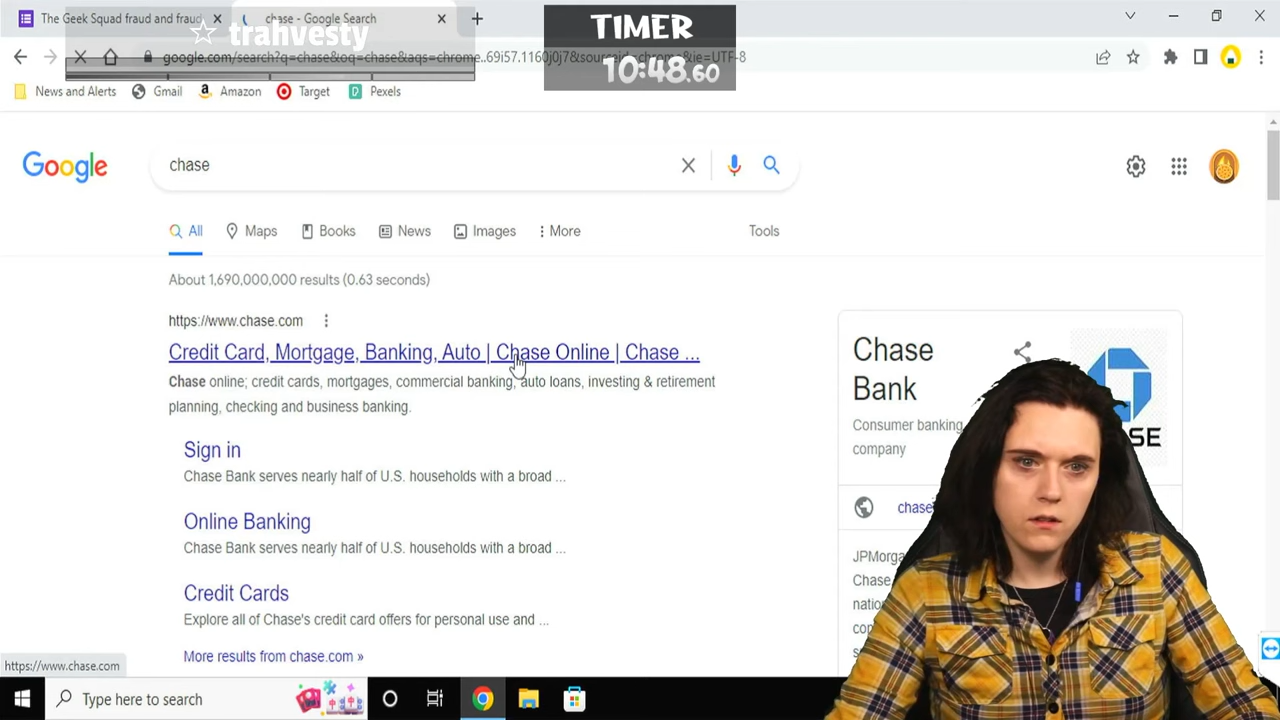 The Geek Squad fraud and fraud
chase - Google Search
trahvesty
TIMER
10:48.60
google.com/search?q=chase&oq=chase&aqs=chrome..69i57.1160j0j7&sourceid=chrome&ie=UTF-8
News and Alerts
Gmail
Amazon
Target
Pexels
Google
chase
All
Maps
Books
News
Images
More
Tools
About 1,690,000,000 results (0.63 seconds)
https://www.chase.com
Credit Card, Mortgage, Banking, Auto | Chase Online | Chase ...
Chase online; credit cards, mortgages, commercial banking, auto loans, investing & retirement
planning, checking and business banking.
Sign in
Chase Bank serves nearly half of U.S. households with a broad ...
Online Banking
Chase Bank serves nearly half of U.S. households with a broad ...
Credit Cards
Explore all of Chase's credit card offers for personal use and ...
More results from chase.com »
Chase
Bank
Consumer banking
company
chase
JPMorga
Chase
natio
https://www.chase.com
Type here to search